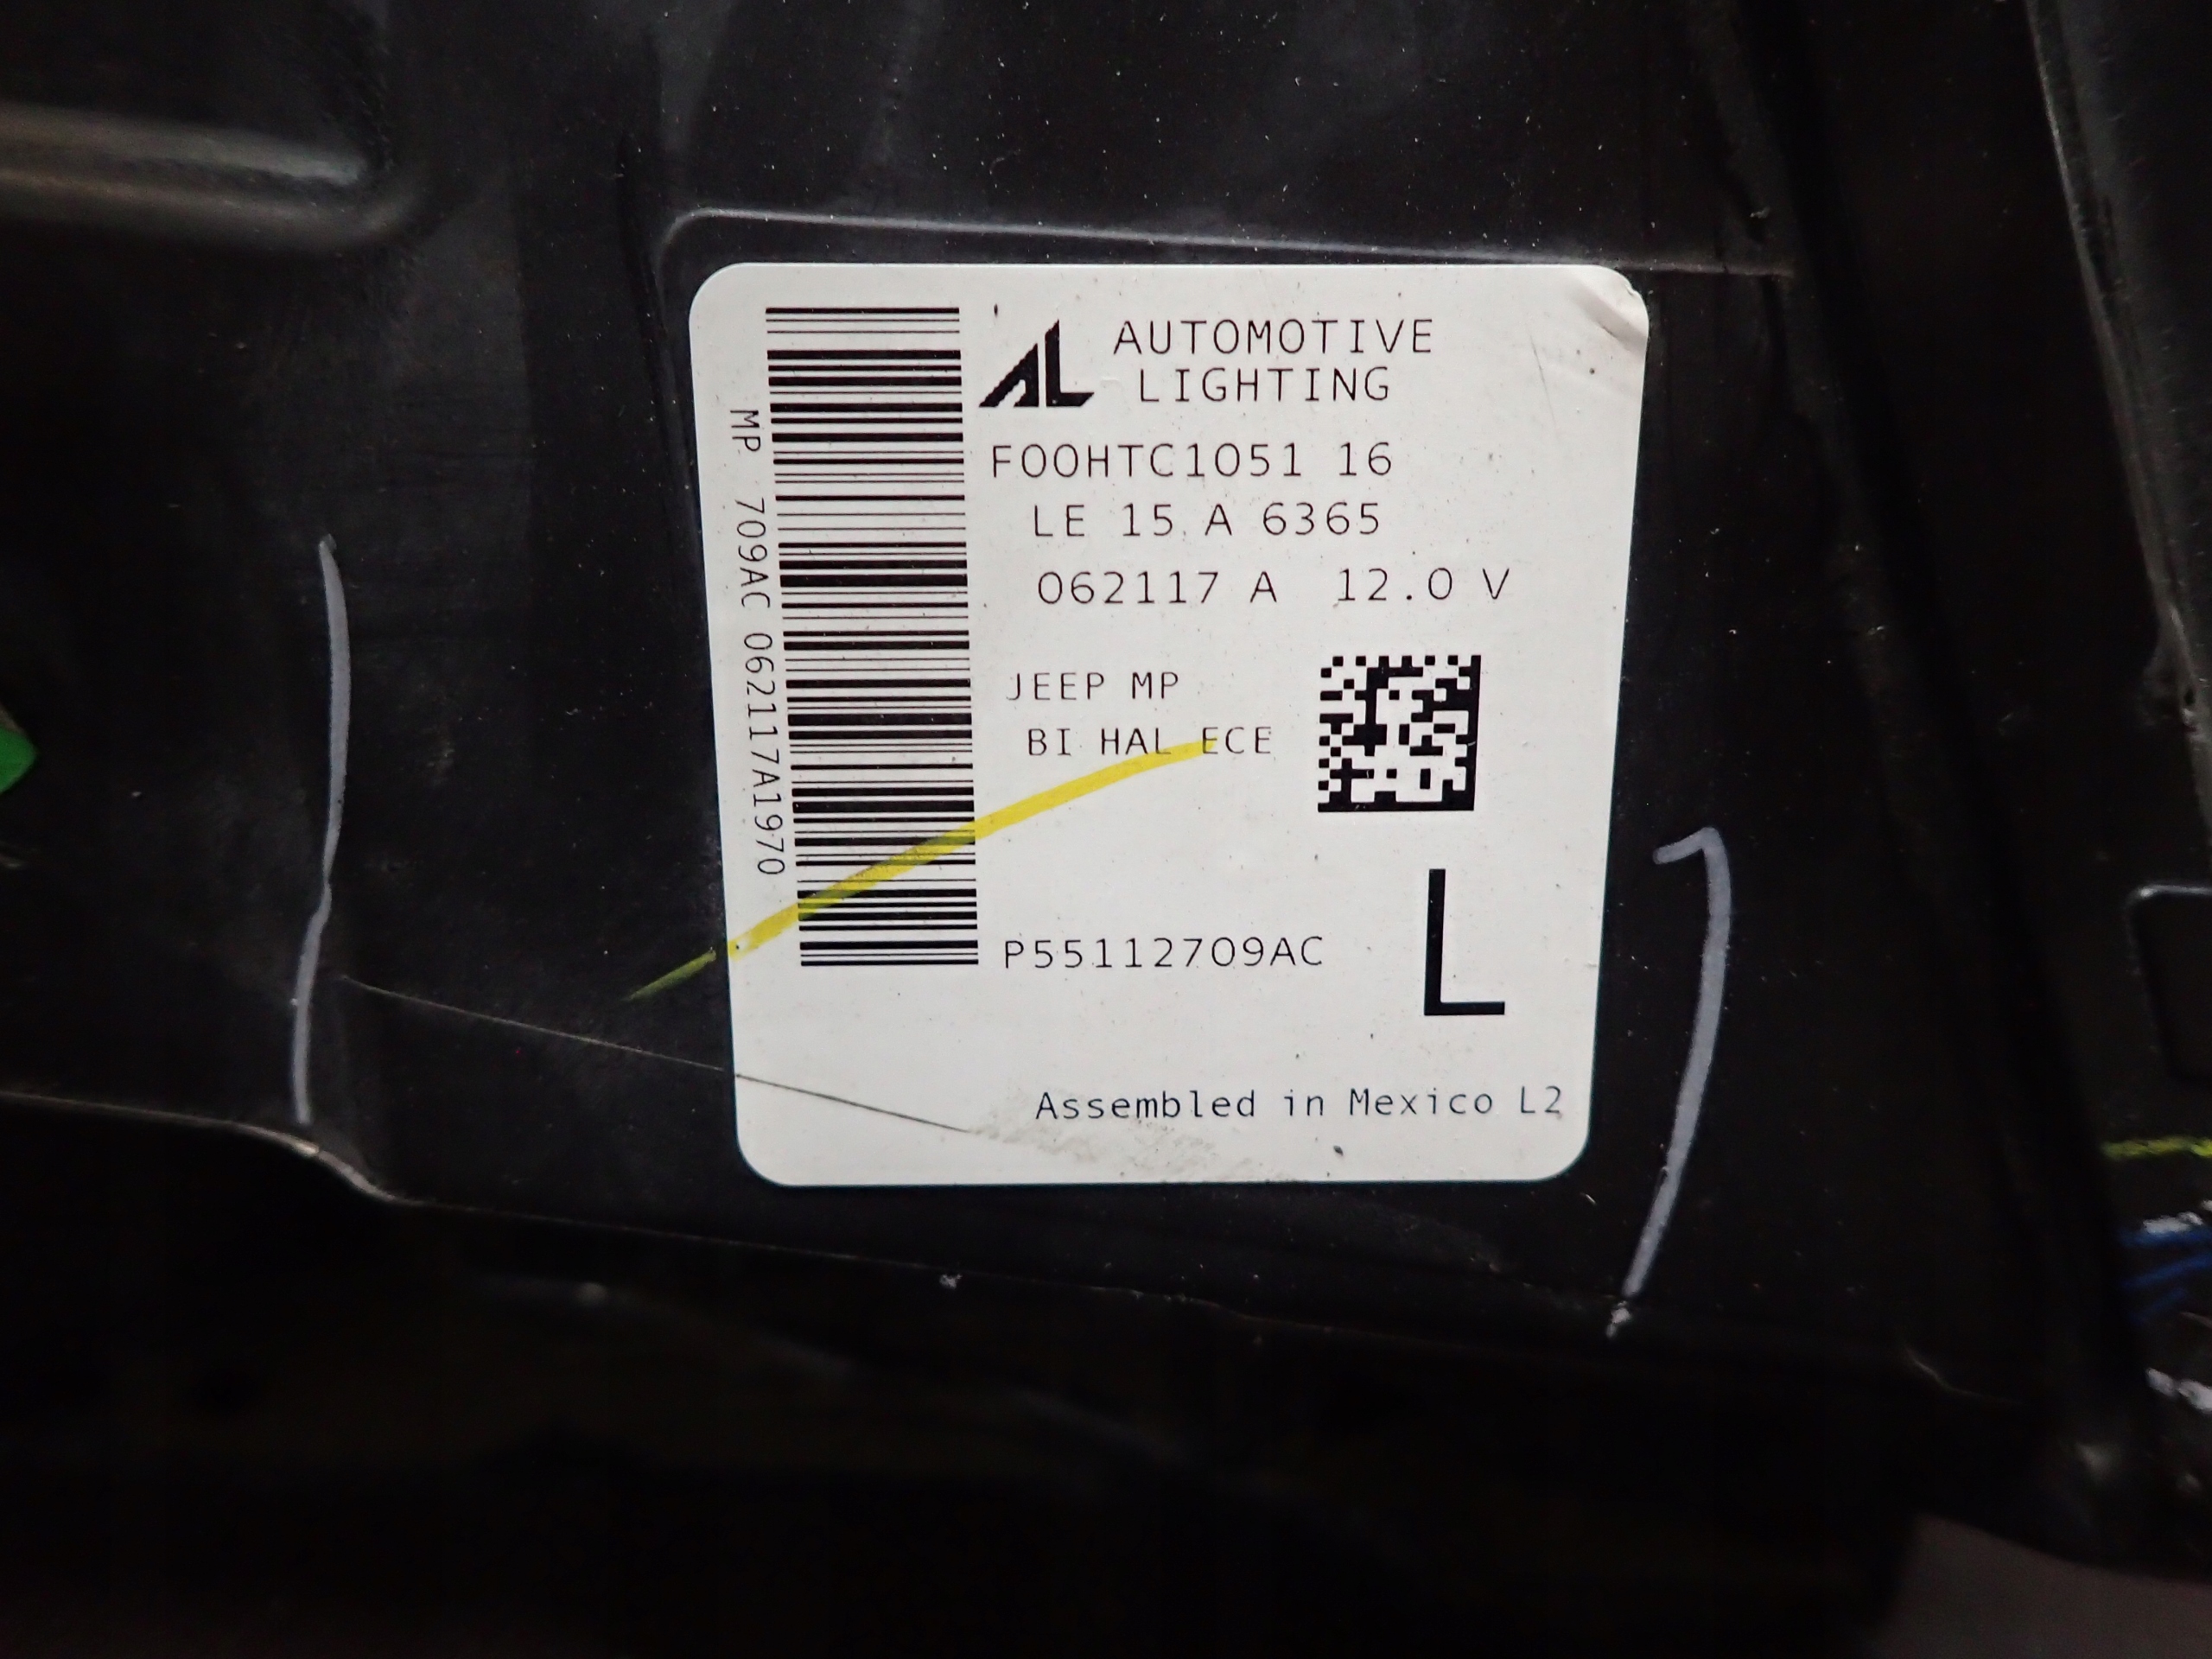 AL AUTOMOTIVE
LIGHTING
F00HTC1051 16
LE 15 A 6365
062117 A 12.0 V
JEEP MP
BI HAL ECE
P55112709AC
L
Assembled in Mexico L2
MP 709AC 062117A1970